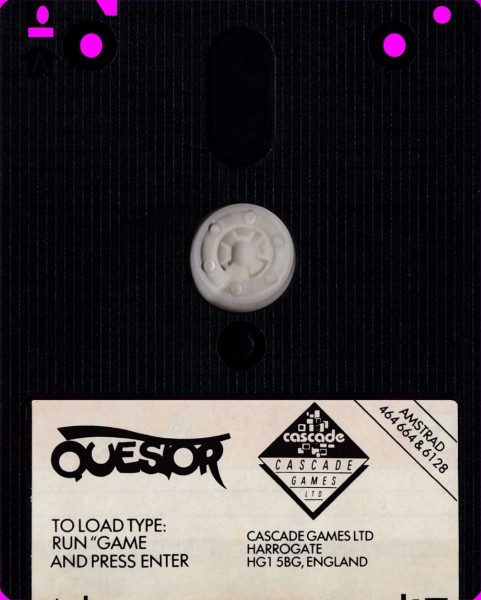 QUESTOR
cascade
CASCADE
GAMES
LTD
AMSTRAD
464 664 & 6128
TO LOAD TYPE:
RUN "GAME
AND PRESS ENTER
CASCADE GAMES LTD
HARROGATE
HG1 5BG, ENGLAND